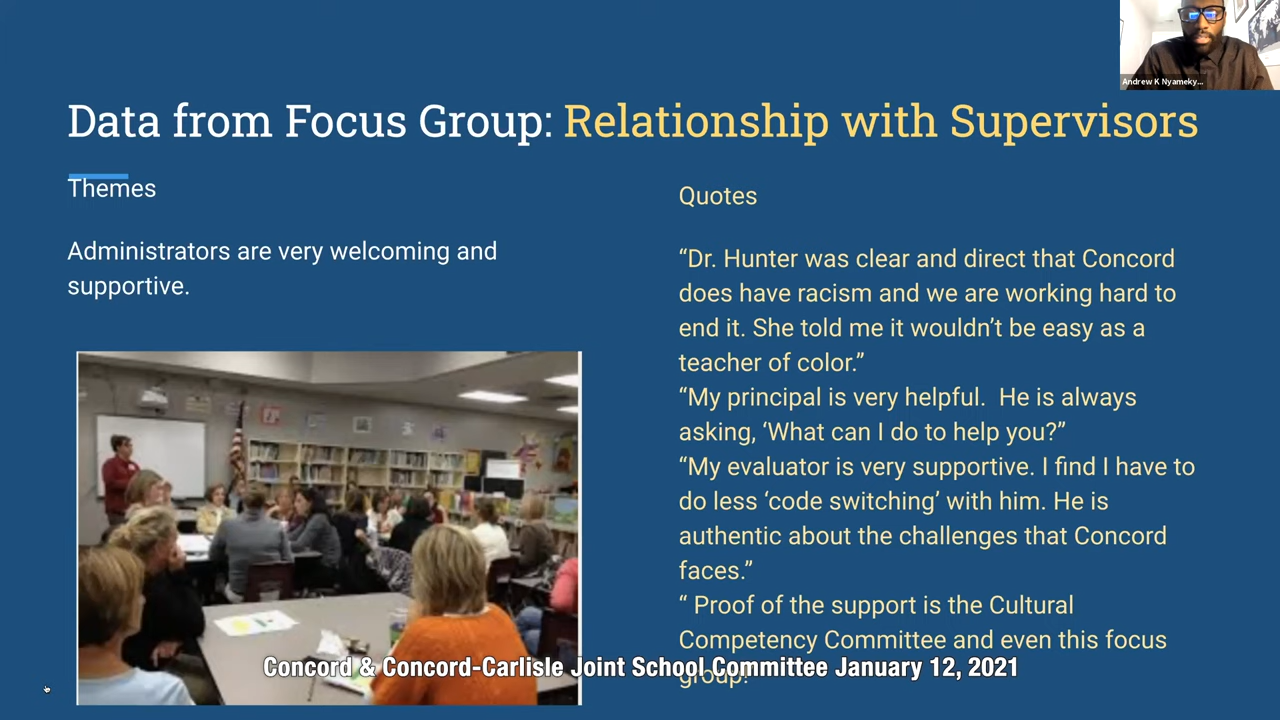 Andrew K Nyameky...
Data from Focus Group: Relationship with Supervisors
Themes
Administrators are very welcoming and
supportive.
Quotes
“Dr. Hunter was clear and direct that Concord
does have racism and we are working hard to
end it. She told me it wouldn’t be easy as a
teacher of color.”
“My principal is very helpful.  He is always
asking, ‘What can I do to help you?”
“My evaluator is very supportive. I find I have to
do less ‘code switching’ with him. He is
authentic about the challenges that Concord
faces.”
“ Proof of the support is the Cultural
Competency Committee and even this focus
group!
Concord & Concord-Carlisle Joint School Committee January 12, 2021